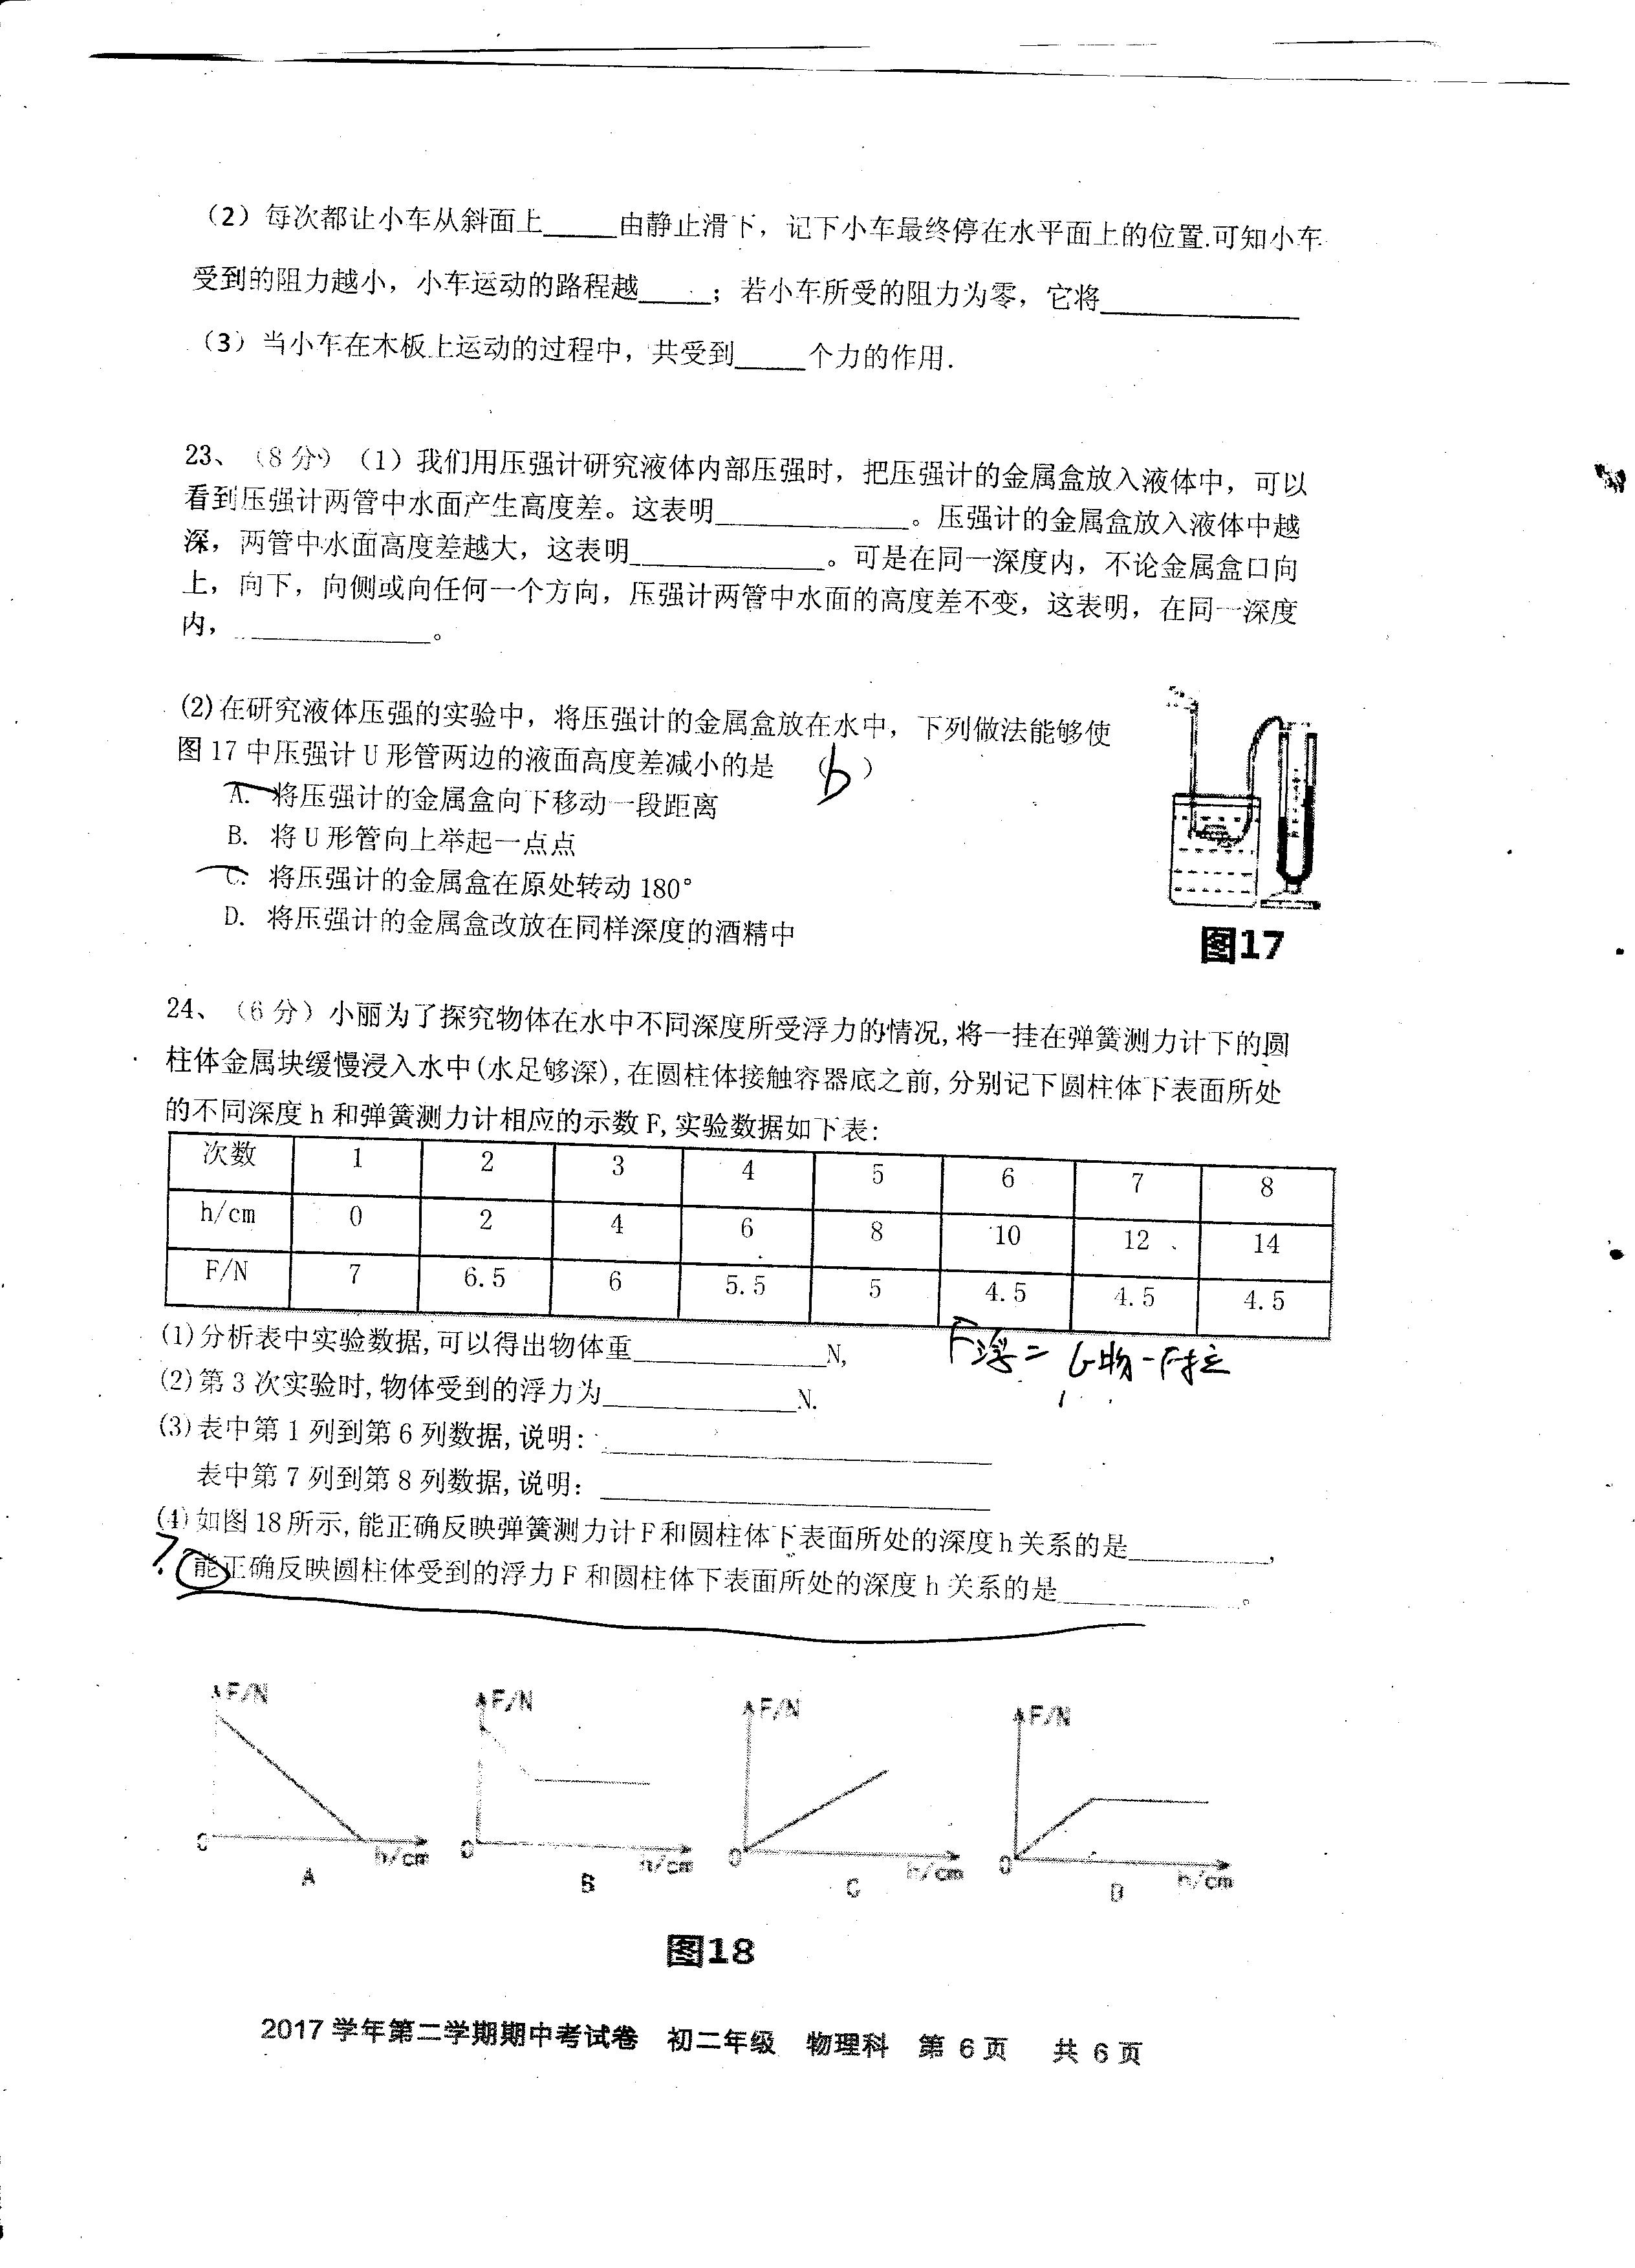 （2）每次都让小车从斜面上_____由静止滑下，记下小车最终停在水平面上的位置.可知小车
受到的阻力越小，小车运动的路程越_____；若小车所受的阻力为零，它将______________
（3）当小车在木板上运动的过程中，共受到_____个力的作用.
23、（8分）（1）我们用压强计研究液体内部压强时，把压强计的金属盒放入液体中，可以
看到压强计两管中水面产生高度差。这表明______________。压强计的金属盒放入液体中越
深，两管中水面高度差越大，这表明______________。可是在同一深度内，不论金属盒口向
上，向下，向侧或向任何一个方向，压强计两管中水面的高度差不变，这表明，在同一深度
内，______________。
(2)在研究液体压强的实验中，将压强计的金属盒放在水中，下列做法能够使
图17中压强计U形管两边的液面高度差减小的是 （b）
A. 将压强计的金属盒向下移动一段距离
B. 将U形管向上举起一点点
C. 将压强计的金属盒在原处转动180°
D. 将压强计的金属盒改放在同样深度的酒精中
图17
24、（6分）小丽为了探究物体在水中不同深度所受浮力的情况,将一挂在弹簧测力计下的圆
柱体金属块缓慢浸入水中(水足够深),在圆柱体接触容器底之前,分别记下圆柱体下表面所处
的不同深度h和弹簧测力计相应的示数F,实验数据如下表:
次数 1 2 3 4 5 6 7 8
h/cm 0 2 4 6 8 10 12 14
F/N 7 6.5 6 5.5 5 4.5 4.5 4.5
(1)分析表中实验数据,可以得出物体重______________N,
F浮=G物-F拉
(2)第3次实验时,物体受到的浮力为______________N.
(3)表中第1列到第6列数据,说明:____________________________
表中第7列到第8列数据,说明:____________________________
(4)如图18所示,能正确反映弹簧测力计F和圆柱体下表面所处的深度h关系的是__________,
? 能正确反映圆柱体受到的浮力F和圆柱体下表面所处的深度h关系的是______________。
F/N F/N F/N F/N
0 0 0 0
h/cm h/cm h/cm h/cm
A B C D
图18
2017学年第二学期期中考试卷 初二年级 物理科 第6页 共6页